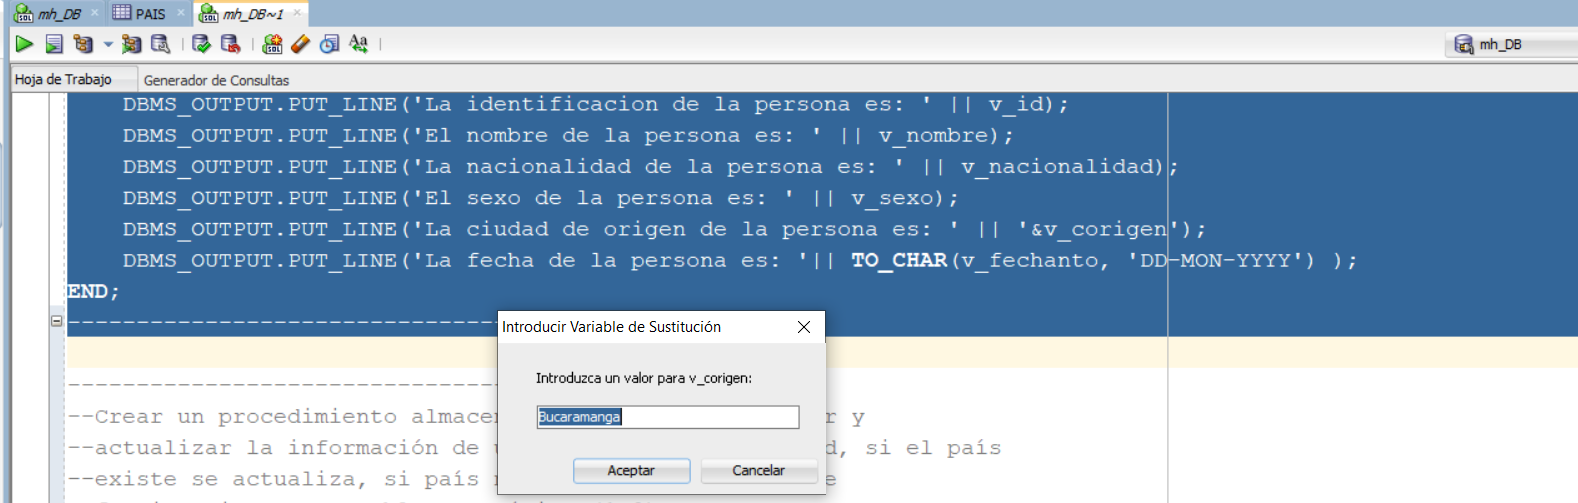 mh_DB PAIS mh_DB~1
mh_DB
Hoja de Trabajo Generador de Consultas
DBMS_OUTPUT.PUT_LINE('La identificacion de la persona es: ' || v_id);
DBMS_OUTPUT.PUT_LINE('El nombre de la persona es: ' || v_nombre);
DBMS_OUTPUT.PUT_LINE('La nacionalidad de la persona es: ' || v_nacionalidad);
DBMS_OUTPUT.PUT_LINE('El sexo de la persona es: ' || v_sexo);
DBMS_OUTPUT.PUT_LINE('La ciudad de origen de la persona es: ' || '&v_corigen');
DBMS_OUTPUT.PUT_LINE('La fecha de la persona es: '|| TO_CHAR(v_fechanto, 'DD-MON-YYYY') );
END;
Introducir Variable de Sustitución
Introduzca un valor para v_corigen:
Bucaramanga
Aceptar Cancelar
--Crear un procedimiento r y
--actualizar la información de si el país
--existe se actualiza, si país